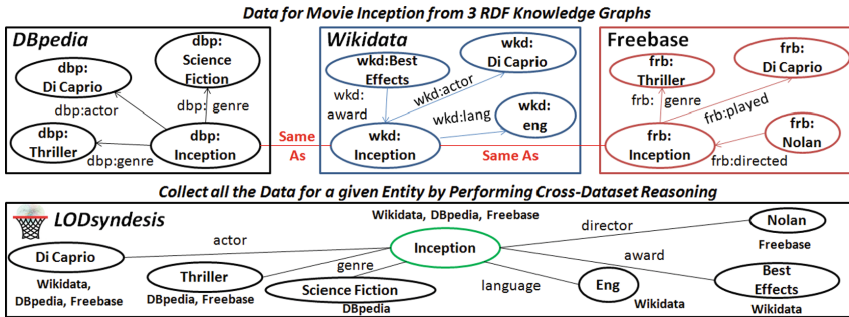 Data for Movie Inception from 3 RDF Knowledge Graphs
DBpedia
dbp:
Di Caprio
dbp:
Science
Fiction
dbp:actor
dbp: genre
dbp:
Thriller
dbp:genre
dbp:
Inception
Same
As
Wikidata
wkd:Best
Effects
wkd:
Di Caprio
wkd:
award
wkd:actor
wkd:lang
wkd:
eng
wkd:
Inception
Same As
Freebase
frb:
Thriller
frb:
Di Caprio
frb: genre
frb:played
frb:
Inception
frb:
Nolan
frb:directed
Collect all the Data for a given Entity by Performing Cross-Dataset Reasoning
LODsyndesis
Wikidata, DBpedia, Freebase
Inception
actor
Di Caprio
Wikidata,
DBpedia, Freebase
Thriller
DBpedia, Freebase
genre
Science Fiction
DBpedia
language
Eng
Wikidata
director
Nolan
Freebase
award
Best
Effects
Wikidata